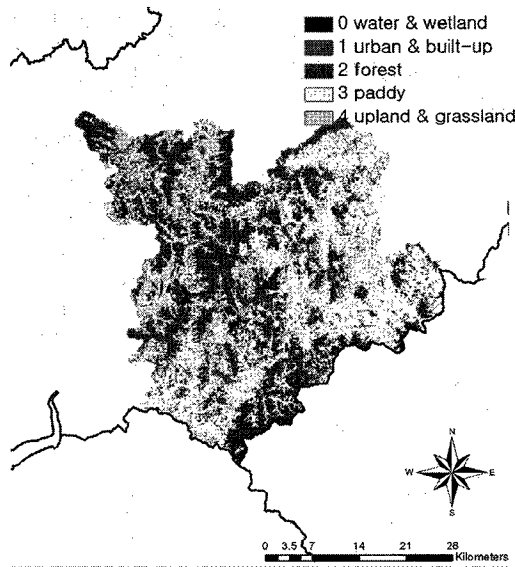 0 water & wetland
1 urban & built-up
2 forest
3 paddy
4 upland & grassland
N
W E
S
0 3.5 7 14 21 28
Kilometers